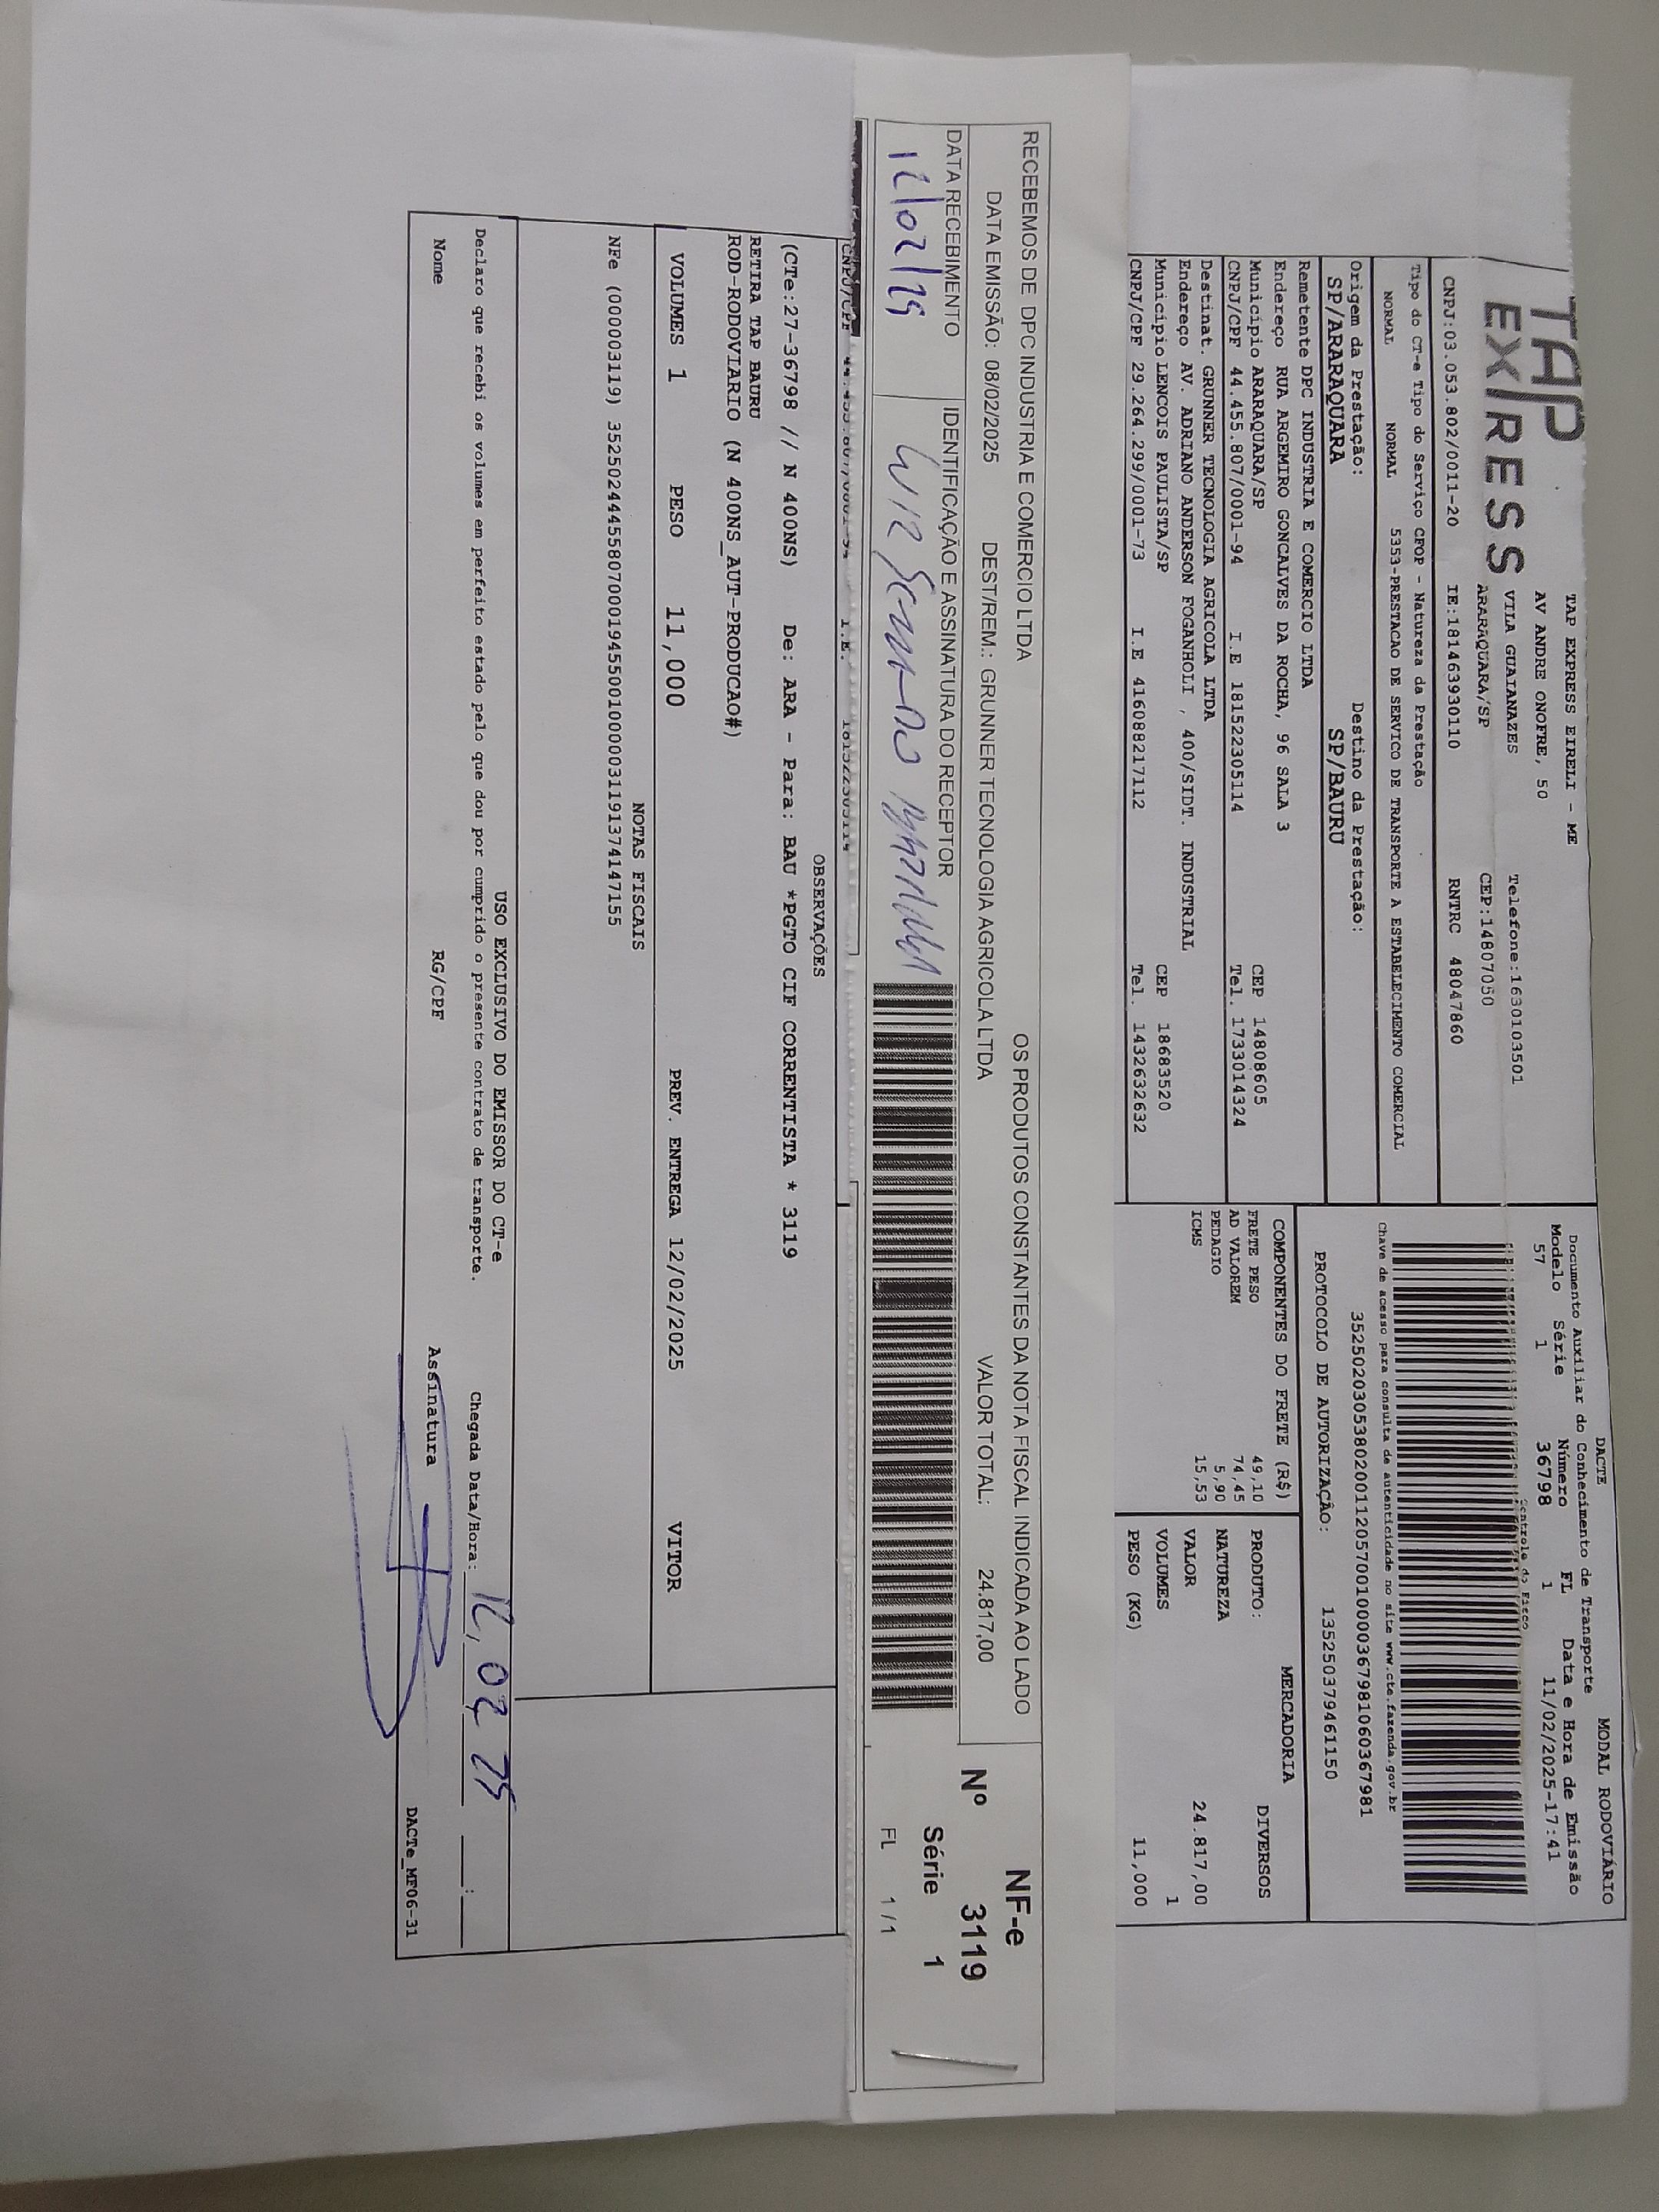 TAP EXPRESS
TAP EXPRESS EIRELI - ME
AV ANDRE ONOFRE, 50
VILA GUAIANAZES Telefone:1630103501
ARARAQUARA/SP CEP:14807050
CNPJ:03.053.802/0011-20 IE:181463930110 RNTRC 48047860
Tipo do CT-e Tipo do Serviço CFOP - Natureza da Prestação
NORMAL NORMAL 5353-PRESTACAO DE SERVICO DE TRANSPORTE A ESTABELECIMENTO COMERCIAL
Origem da Prestação: Destino da Prestação:
SP/ARARAQUARA SP/BAURU
Remetente DPC INDUSTRIA E COMERCIO LTDA
Endereço RUA ARGEMIRO GONCALVES DA ROCHA, 96 SALA 3
Município ARARAQUARA/SP CEP 14808605
CNPJ/CPF 44.455.807/0001-94 I.E 181522305114 Tel. 1733014324
Destinat. GRUNNER TECNOLOGIA AGRICOLA LTDA
Endereço AV. ADRIANO ANDERSON FOGANHOLI , 400/SIDT. INDUSTRIAL
Município LENCOIS PAULISTA/SP CEP 18683520
CNPJ/CPF 29.264.299/0001-73 I.E 416088217112 Tel. 1432632632
DACTE MODAL RODOVIÁRIO
Documento Auxiliar do Conhecimento de Transporte
Modelo Série Número FL Data e Hora de Emissão
57 1 36798 1 11/02/2025-17:41
Controle do Fisco
Chave de acesso para consulta de autenticidade no site www.cte.fazenda.gov.br
35250203053802001120570010000367981060367981
PROTOCOLO DE AUTORIZAÇÃO: 135250379461150
COMPONENTES DO FRETE (R$)
FRETE PESO 49,10
AD VALOREM 74,45
PEDAGIO 5,90
ICMS 15,53
MERCADORIA
PRODUTO: DIVERSOS
NATUREZA
VALOR 24.817,00
VOLUMES 1
PESO (KG) 11,000
RECEBEMOS DE DPC INDUSTRIA E COMERCIO LTDA OS PRODUTOS CONSTANTES DA NOTA FISCAL INDICADA AO LADO
DATA EMISSÃO: 08/02/2025 DEST/REM.: GRUNNER TECNOLOGIA AGRICOLA LTDA VALOR TOTAL: 24.817,00
DATA RECEBIMENTO IDENTIFICAÇÃO E ASSINATURA DO RECEPTOR
12/02/25
NF-e
Nº 3119
Série 1
FL 1 / 1
CNPJ/CPF 44.455.807/0001-94 I.E. 181522305114
OBSERVAÇÕES
(CTe:27-36798 // N 400NS) De: ARA - Para: BAU *PGTO CIF CORRENTISTA * 3119
RETIRA TAP BAURU
ROD-RODOVIARIO (N 400NS_AUT-PRODUCAO#)
VOLUMES 1 PESO 11,000 PREV. ENTREGA 12/02/2025 VITOR
NOTAS FISCAIS
NFe (000003119) 35250244455807000194550010000031191374147155
USO EXCLUSIVO DO EMISSOR DO CT-e
Declaro que recebi os volumes em perfeito estado pelo que dou por cumprido o presente contrato de transporte. Chegada Data/Hora: 12, 02 25 __:__
Nome RG/CPF Assinatura
DACTe_MF06-31